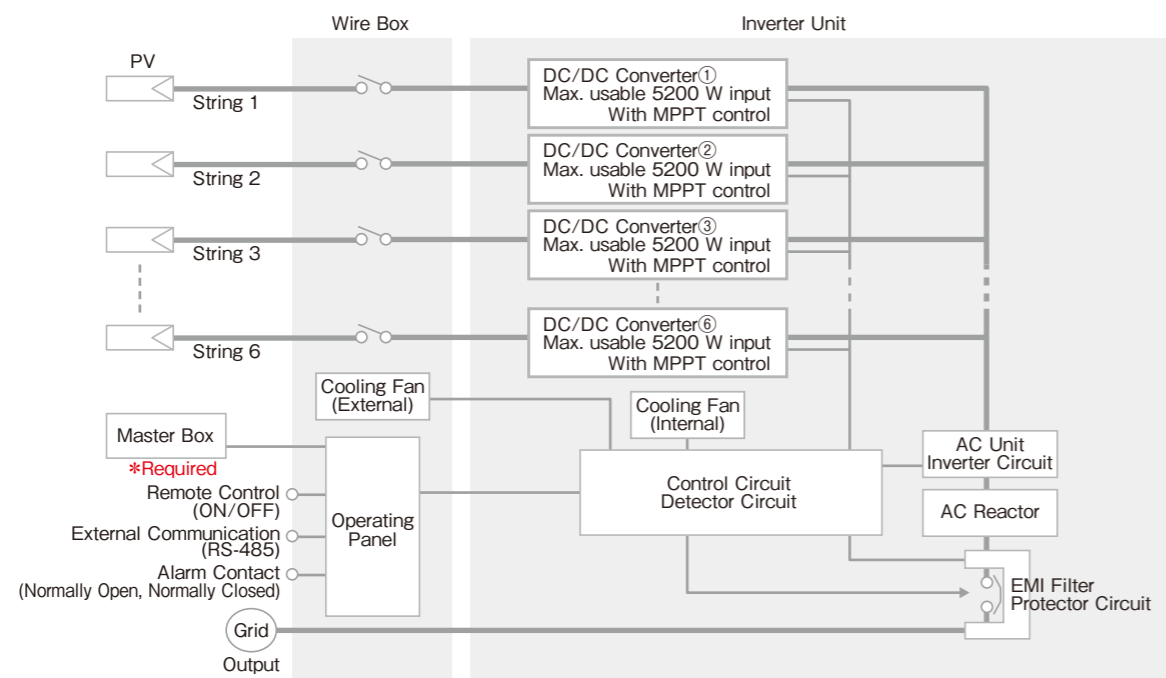 Wire Box
Inverter Unit
PV
String 1
DC/DC Converter①
Max. usable 5200 W input
With MPPT control
String 2
DC/DC Converter②
Max. usable 5200 W input
With MPPT control
String 3
DC/DC Converter③
Max. usable 5200 W input
With MPPT control
String 6
DC/DC Converter⑥
Max. usable 5200 W input
With MPPT control
Cooling Fan
(External)
Cooling Fan
(Internal)
Master Box
*Required
Remote Control
(ON/OFF)
External Communication
(RS-485)
Alarm Contact
(Normally Open, Normally Closed)
Operating
Panel
Control Circuit
Detector Circuit
AC Unit
Inverter Circuit
AC Reactor
EMI Filter
Protector Circuit
Grid
Output